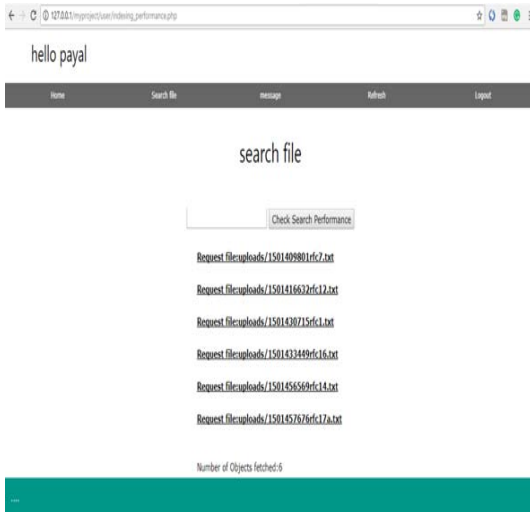 127.0.0.1/myproject/user/indexing_performance.php
hello payal
Home Search file message Refresh Logout
search file
Check Search Performance
Request file:uploads/1501409801rfc7.txt
Request file:uploads/1501416632rfc12.txt
Request file:uploads/1501430715rfc1.txt
Request file:uploads/1501433449rfc16.txt
Request file:uploads/1501456569rfc14.txt
Request file:uploads/1501457676rfc17a.txt
Number of Objects fetched:6
....